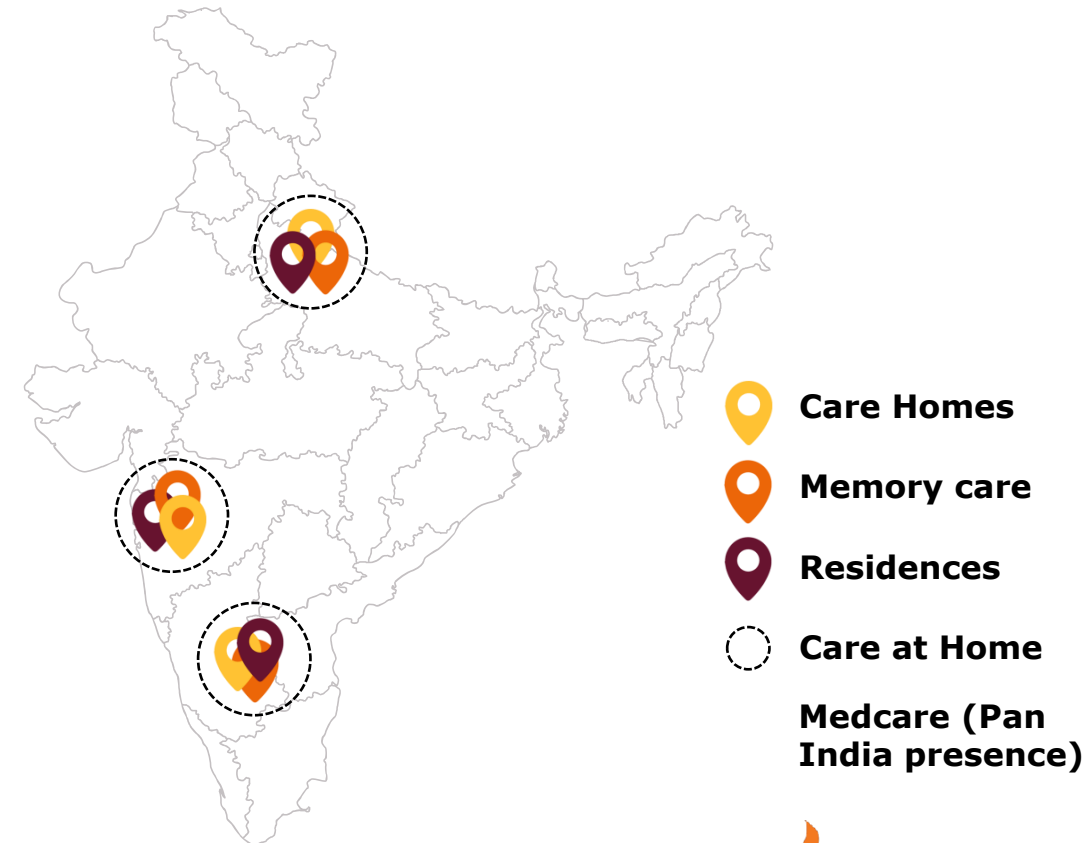 Care Homes
Memory care
Residences
Care at Home
Medcare (Pan
India presence)